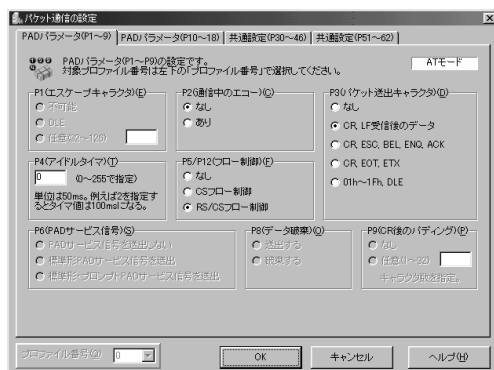 パケット通信の設定
PADパラメータ(P1～P9) PADパラメータ(P10～P18) 共通設定(P30～46) 共通設定(P51～62)
PADパラメータ(P1～P9)の設定です。
対象プロファイル番号は左下の「プロファイル番号」で選択してください。
ATモード
P1(エスケープキャラクタ)(E)
不可能
DLE
任意(32～126)
P2(通信中のエコー)(C)
なし
あり
P3(パケット送出キャラクタ)(D)
なし
CR, LF受信後のデータ
CR, ESC, BEL, ENQ, ACK
CR, EOT, ETX
01h～1Fh, DLE
P4(アイドルタイマ)(T)
0 (0～255で指定)
単位は50ms。例えば2を指定す
るとタイマ値は100msになる。
P5/P12(フロー制御)(F)
なし
CSフロー制御
RS/CSフロー制御
P6(PADサービス信号)(S)
PADサービス信号を送出しない
標準形PADサービス信号を送出
標準形・プロンプトPADサービス信号を送出
P8(データ破棄)(O)
送出する
破棄する
P9(CR後のパディング)(P)
なし
任意(1～32)
キャラクタ数を指定。
プロファイル番号(Q) 0
OK キャンセル ヘルプ(H)